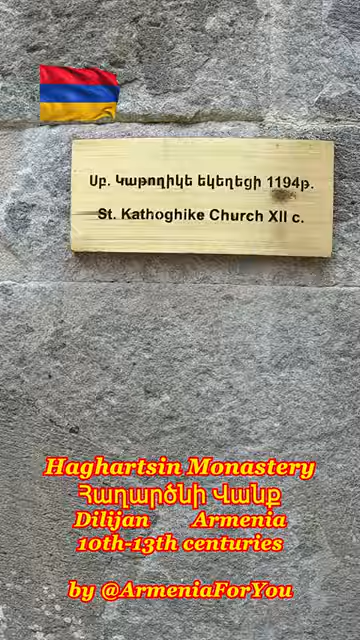 Սբ. Կաթողիկե եկեղեցի 1194թ.
St. Kathoghike Church XII c.
Haghartsin Monastery
Հաղարծնի Վանք
Dilijan Armenia
10th-13th centuries
by @ArmeniaForYou